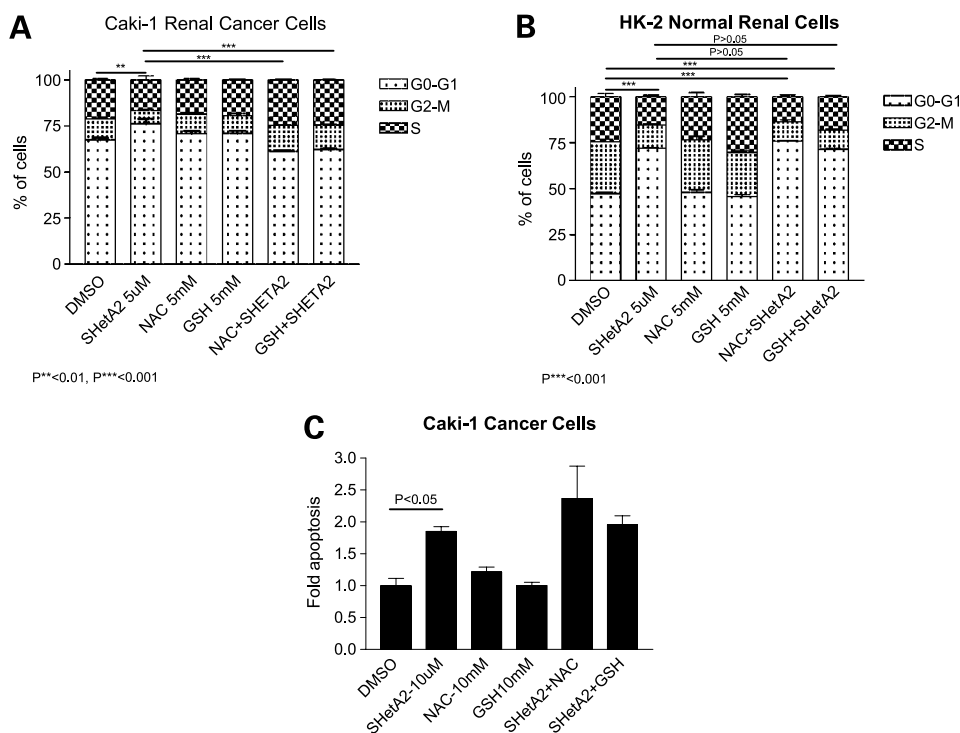 A
Caki-1 Renal Cancer Cells
***
***
**
100
75
50
25
0
% of cells
G0-G1
G2-M
S
DMSO
SHetA2 5uM
NAC 5mM
GSH 5mM
NAC+SHETA2
GSH+SHETA2
P**<0.01, P***<0.001
B
HK-2 Normal Renal Cells
P>0.05
P>0.05
***
***
***
100
75
50
25
0
% of cells
G0-G1
G2-M
S
DMSO
SHetA2 5uM
NAC 5mM
GSH 5mM
NAC+SHetA2
GSH+SHetA2
P***<0.001
C
Caki-1 Cancer Cells
3.0
2.5
2.0
1.5
1.0
0.5
0.0
Fold apoptosis
P<0.05
DMSO
SHetA2-10uM
NAC-10mM
GSH10mM
SHetA2+NAC
SHetA2+GSH